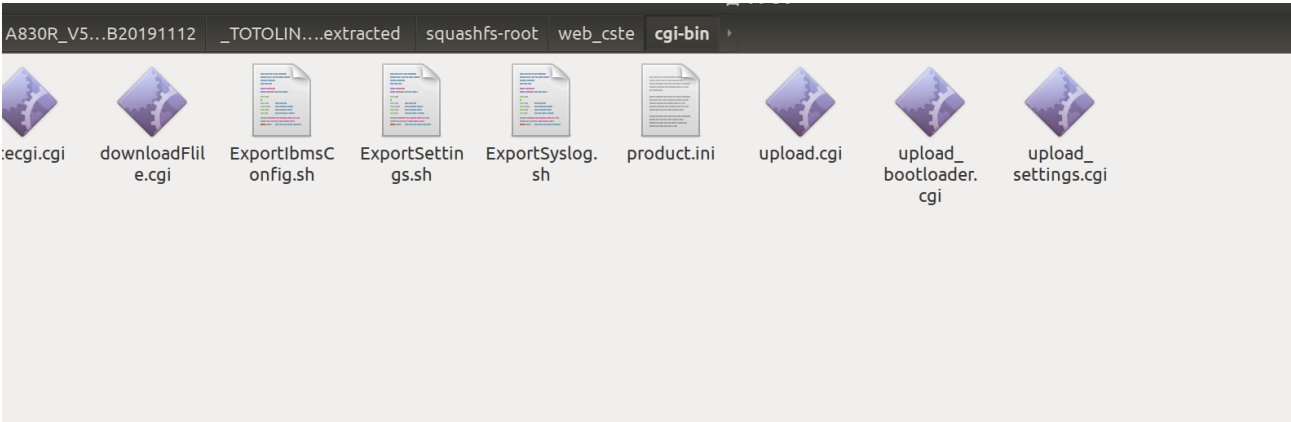 A830R_V5...B20191112 _TOTOLIN....extracted squashfs-root web_cste cgi-bin
tecgi.cgi downloadFlil ExportIbmsC ExportSettin ExportSyslog. product.ini upload.cgi upload_ upload_
e.cgi onfig.sh gs.sh sh bootloader. settings.cgi
cgi